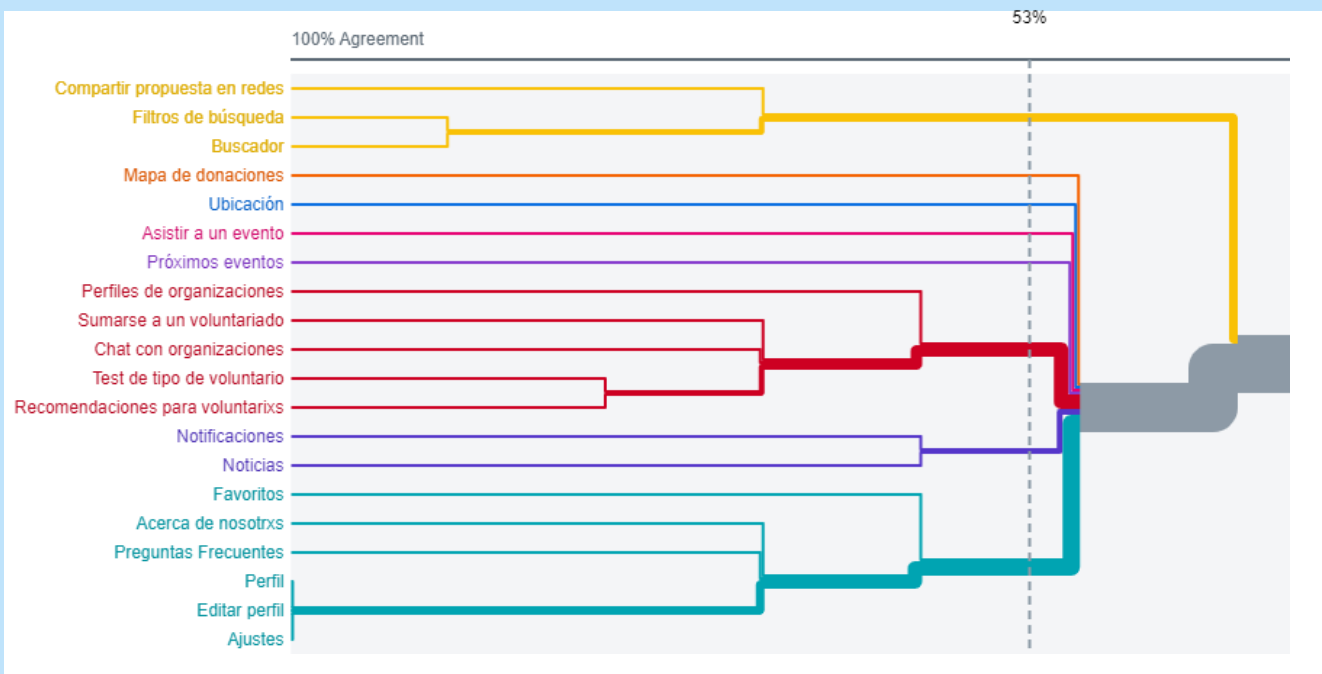 53%
100% Agreement
Compartir propuesta en redes
Filtros de búsqueda
Buscador
Mapa de donaciones
Ubicación
Asistir a un evento
Próximos eventos
Perfiles de organizaciones
Sumarse a un voluntariado
Chat con organizaciones
Test de tipo de voluntario
Recomendaciones para voluntarixs
Notificaciones
Noticias
Favoritos
Acerca de nosotrxs
Preguntas Frecuentes
Perfil
Editar perfil
Ajustes